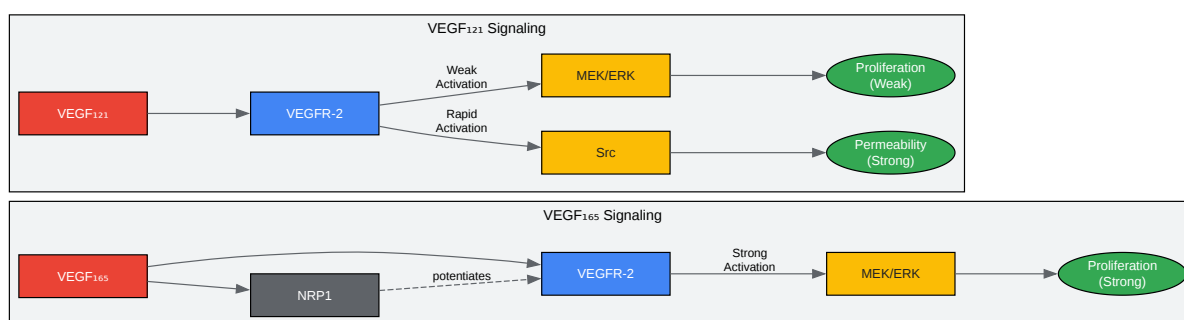 VEGF₁₂₁ Signaling
VEGF₁₂₁
VEGFR-2
Weak
Activation
Rapid
Activation
MEK/ERK
Src
Proliferation
(Weak)
Permeability
(Strong)
VEGF₁₆₅ Signaling
VEGF₁₆₅
NRP1
potentiates
VEGFR-2
Strong
Activation
MEK/ERK
Proliferation
(Strong)